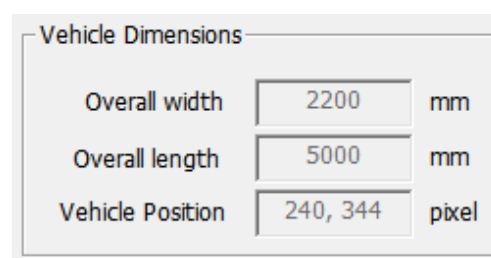 Vehicle Dimensions
Overall width 2200 mm
Overall length 5000 mm
Vehicle Position 240, 344 pixel